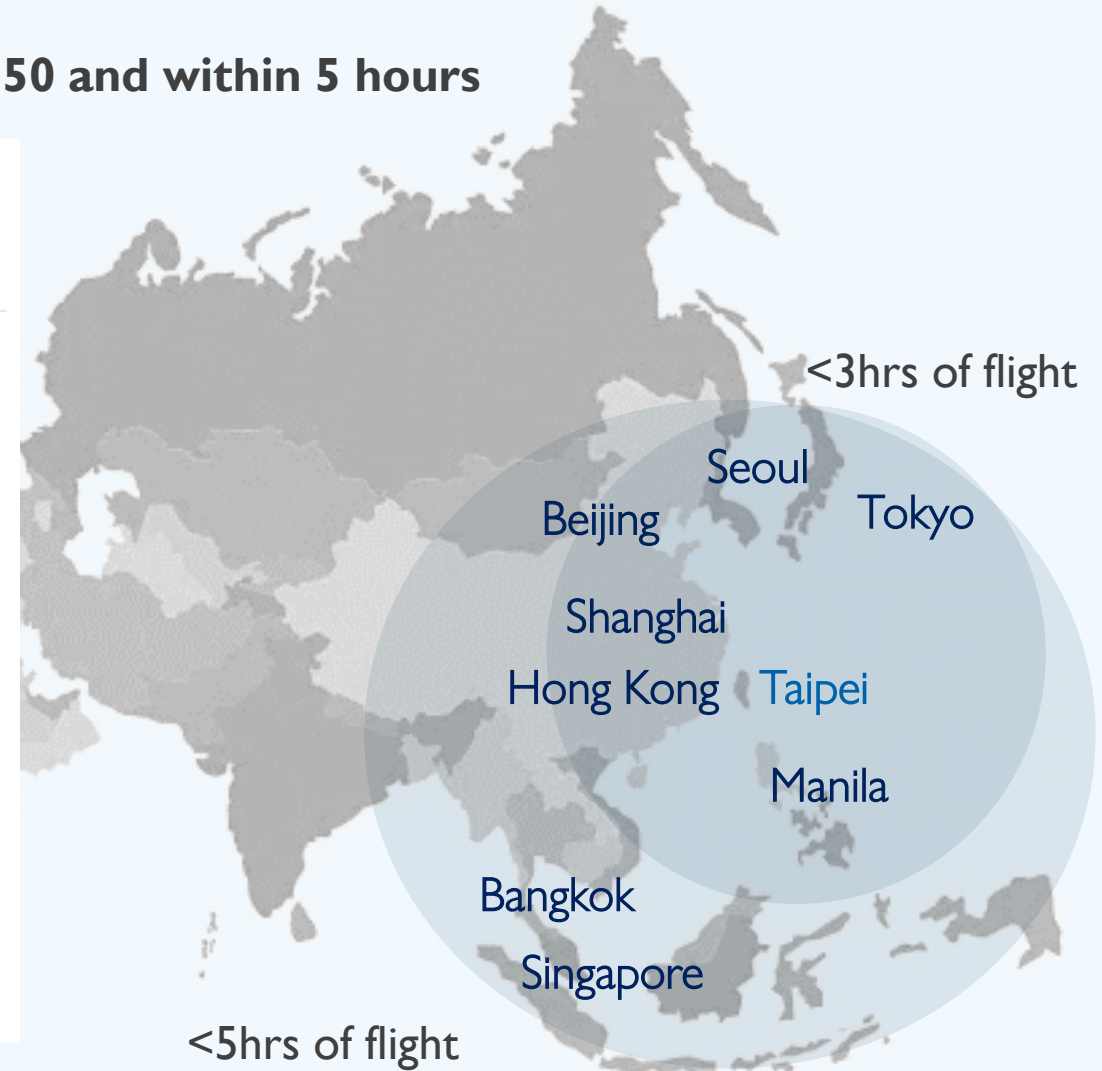 50 and within 5 hours
<3hrs of flight
Seoul
Beijing
Tokyo
Shanghai
Hong Kong
Taipei
Manila
Bangkok
Singapore
<5hrs of flight